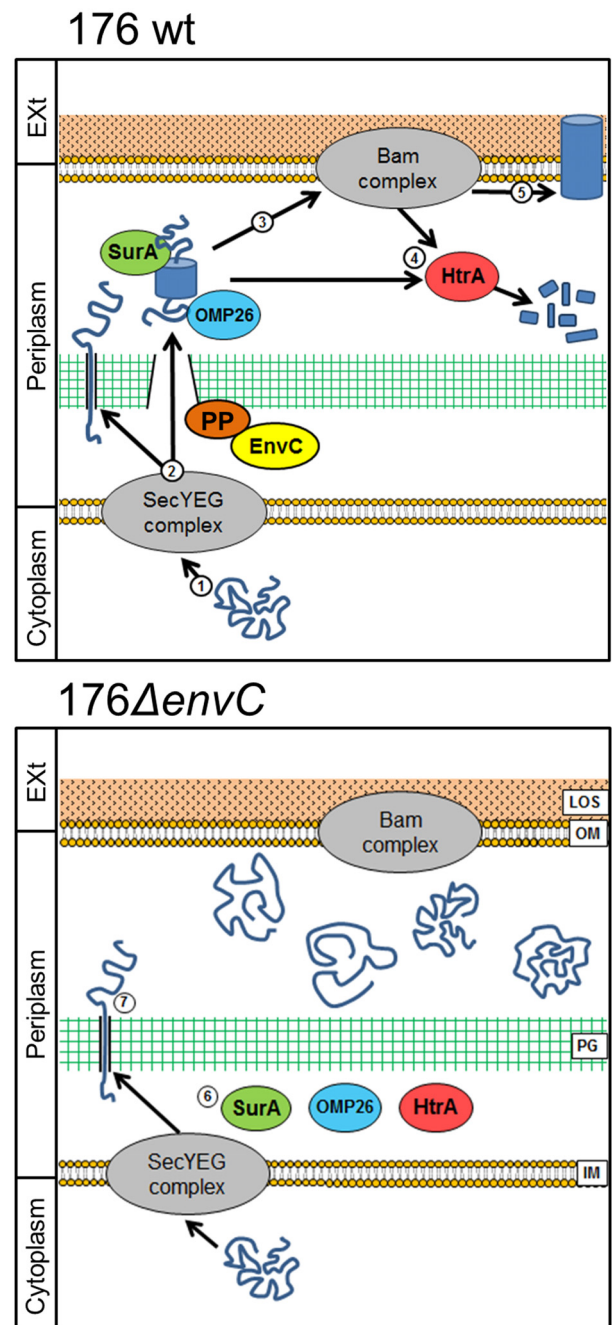 176 wt
EXt
Periplasm
Cytoplasm
Bam
complex
5
3
SurA
4
HtrA
OMP26
PP
EnvC
2
SecYEG
complex
1
176ΔenvC
EXt
Periplasm
Cytoplasm
LOS
Bam
complex
OM
7
PG
6
SurA
OMP26
HtrA
SecYEG
complex
IM